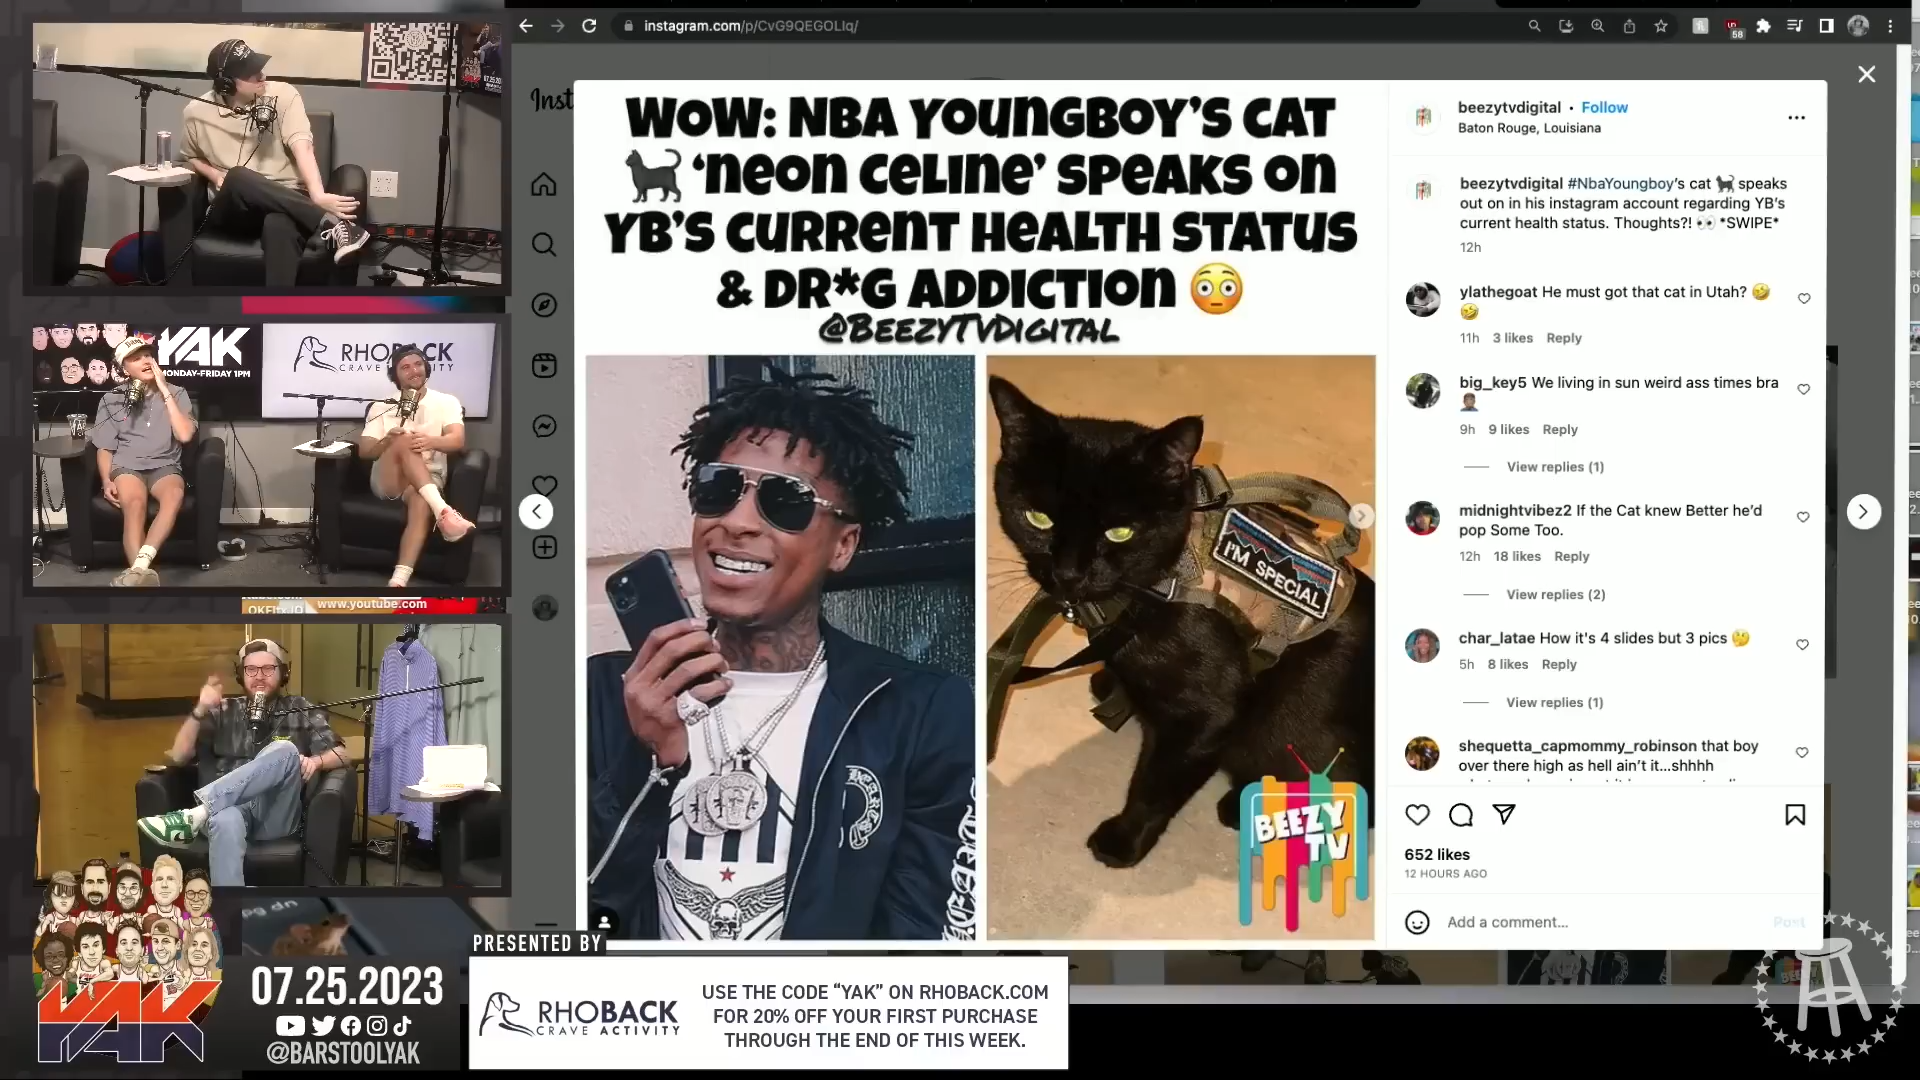 instagram.com/p/CvG9QEGOLIq/
58
Inst
WOW: NBA YOUNGBOY'S CAT
🐈‍⬛ 'NEON CELINE' SPEAKS ON
YB'S CURRENT HEALTH STATUS
& DR*G ADDICTION 😳
@BEEZYTVDIGITAL
I'M SPECIAL
BEEZY
TV
beezytvdigital • Follow
Baton Rouge, Louisiana
beezytvdigital #NbaYoungboy's cat 🐈‍⬛ speaks
out on in his instagram account regarding YB's
current health status. Thoughts?! 👀 *SWIPE*
12h
ylathegoat He must got that cat in Utah? 🤣
🤣
11h 3 likes Reply
big_key5 We living in sun weird ass times bra
9h 9 likes Reply
View replies (1)
midnightvibez2 If the Cat knew Better he'd
pop Some Too.
12h 18 likes Reply
View replies (2)
char_latae How it's 4 slides but 3 pics 🤔
5h 8 likes Reply
View replies (1)
shequetta_capmommy_robinson that boy
over there high as hell ain't it...shhhh
652 likes
12 HOURS AGO
Add a comment...
Post
YAK
MONDAY-FRIDAY 1PM
RHOBACK
CRAVE ACTIVITY
www.youtube.com
YAK
07.25.2023
@BARSTOOLYAK
PRESENTED BY
RHOBACK
CRAVE ACTIVITY
USE THE CODE "YAK" ON RHOBACK.COM
FOR 20% OFF YOUR FIRST PURCHASE
THROUGH THE END OF THIS WEEK.